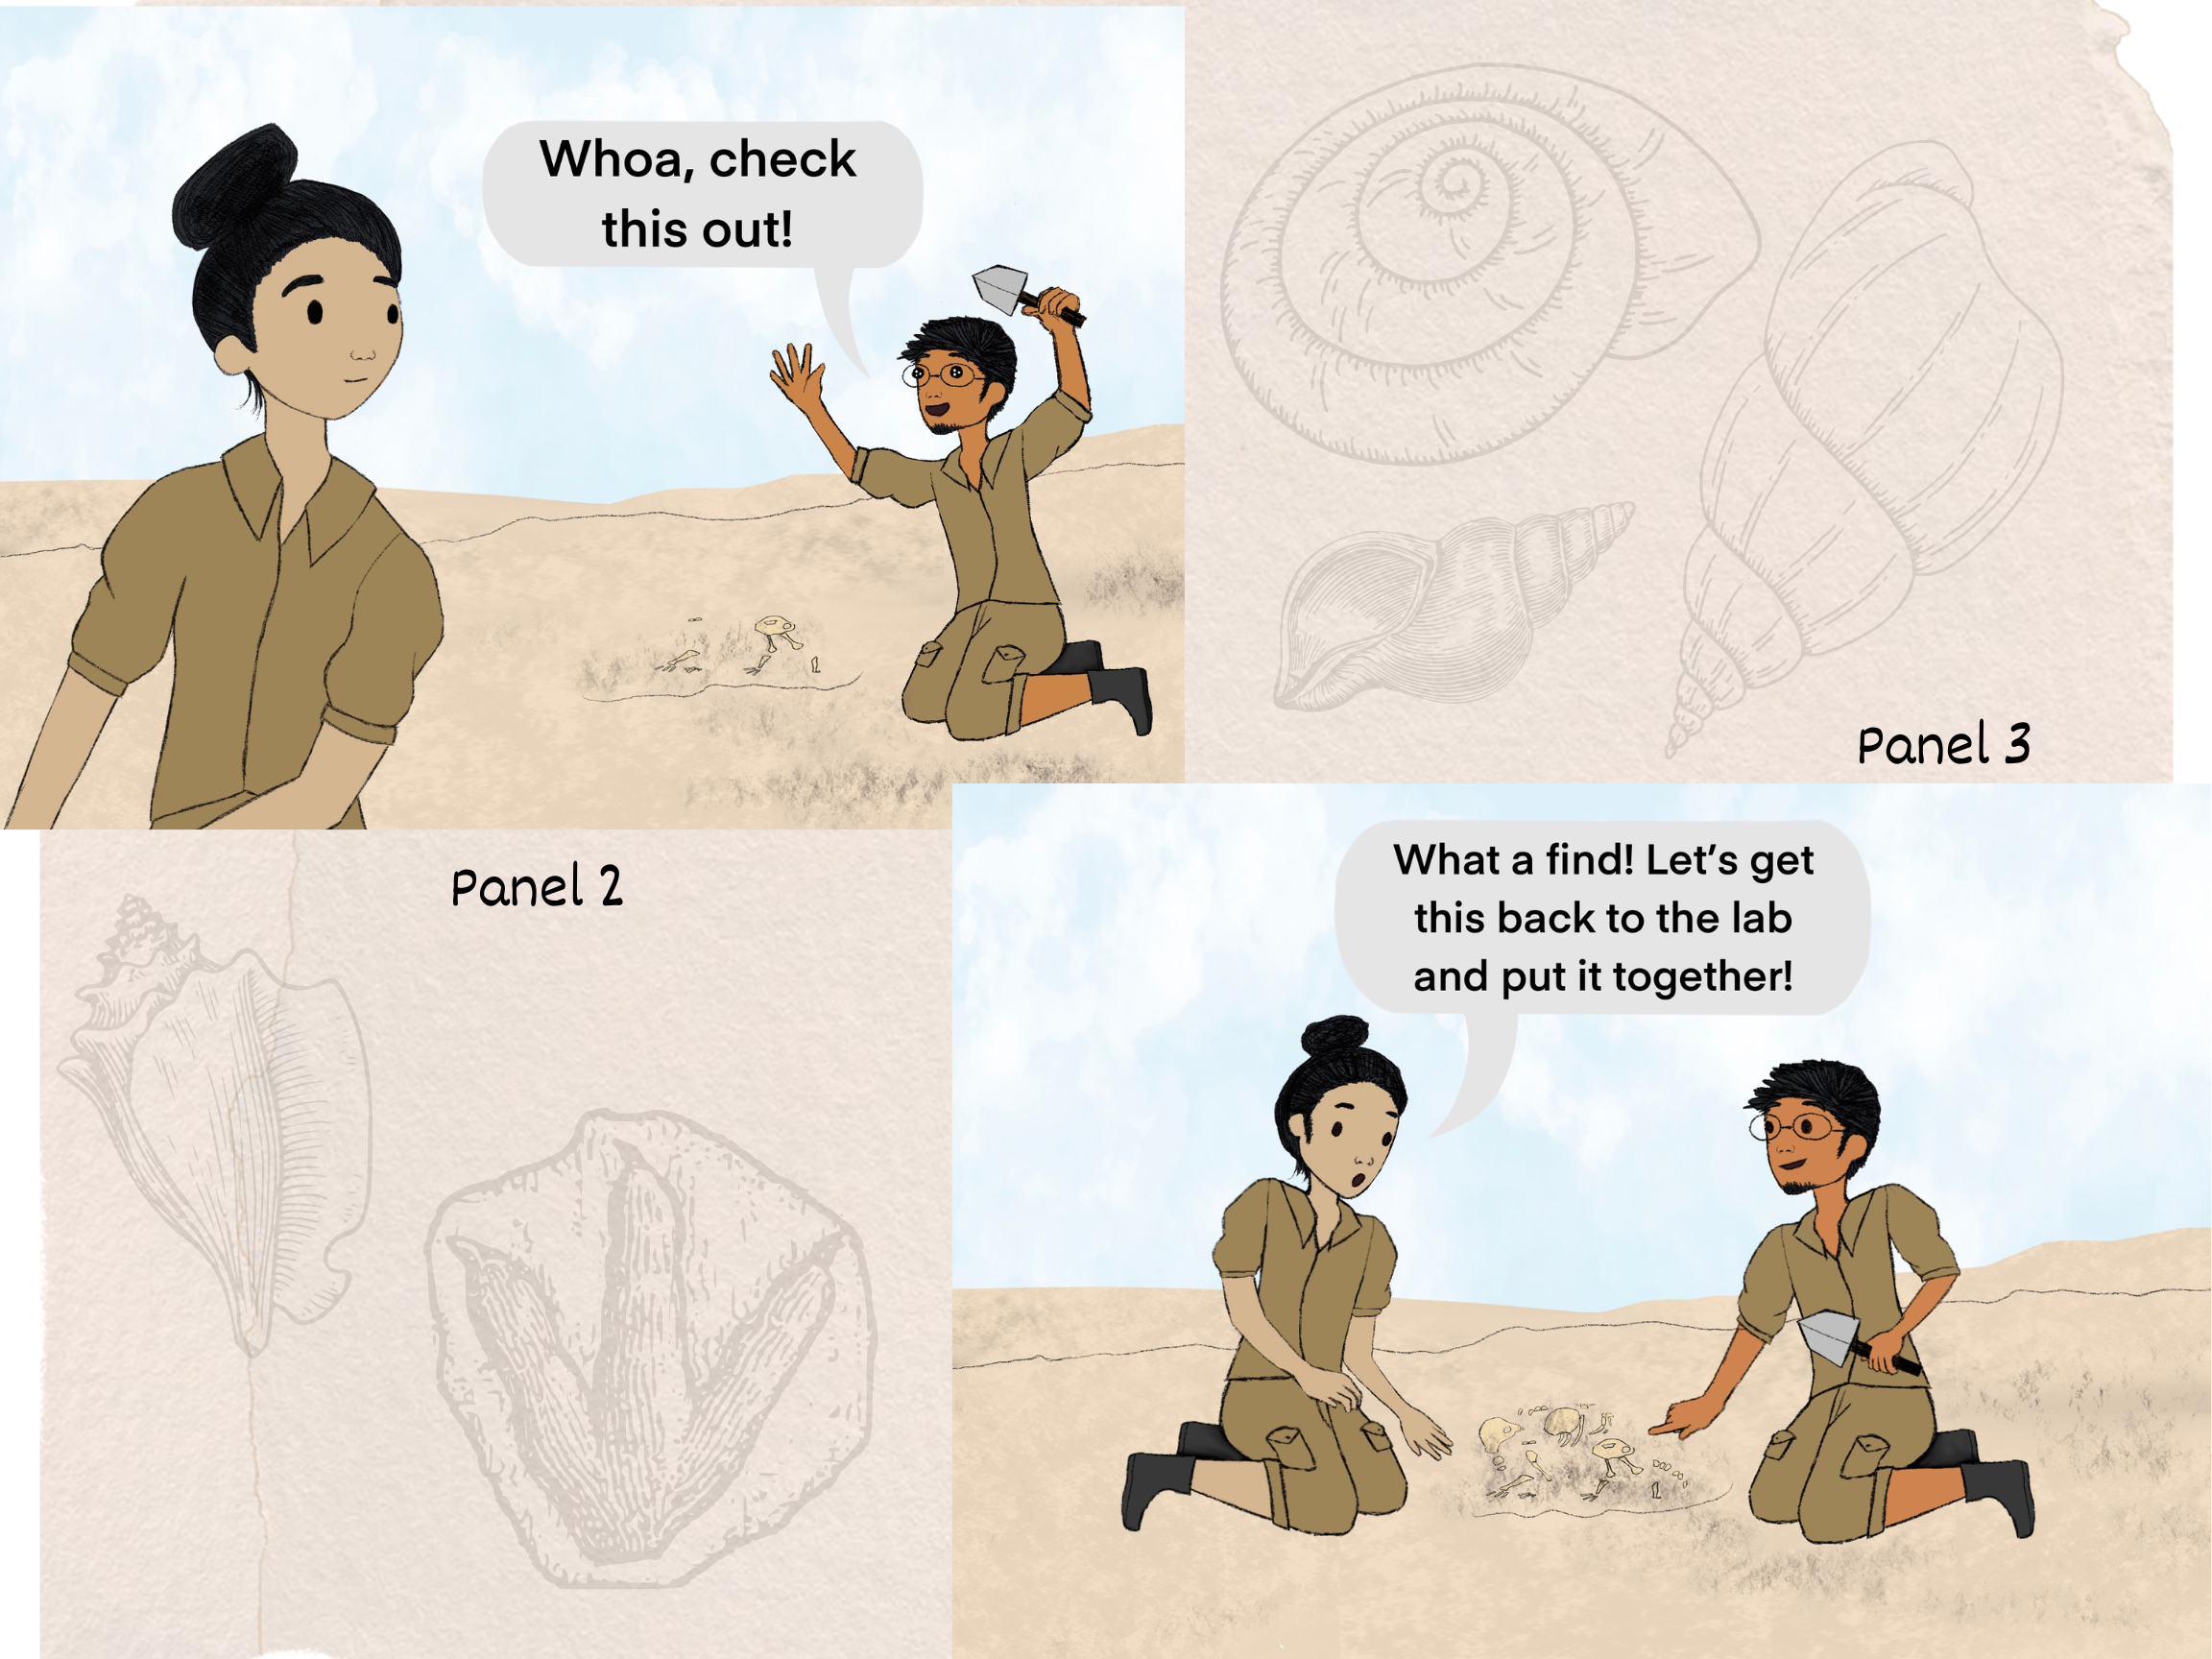 Whoa, check
this out!
Panel 2
Panel 3
What a find! Let's get
this back to the lab
and put it together!